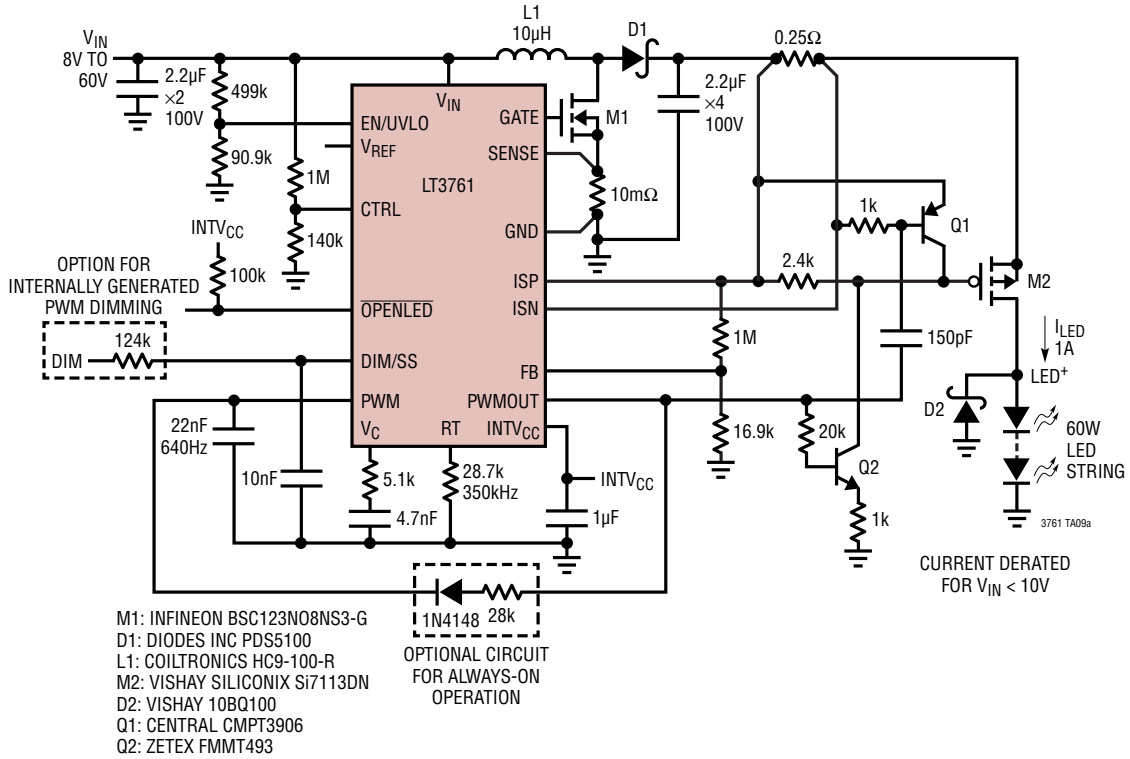 L1
10µH
D1
0.25Ω
VIN
8V TO
60V
2.2µF
×2
100V
499k
VIN
GATE
M1
2.2µF
×4
100V
EN/UVLO
VREF
SENSE
90.9k
1M
LT3761
10mΩ
CTRL
1k
Q1
INTVCC
140k
GND
OPTION FOR
INTERNALLY GENERATED
PWM DIMMING
100k
ISP
2.4k
M2
OPENLED
ISN
ILED
1A
124k
DIM
DIM/SS
1M
150pF
FB
LED+
PWM
PWMOUT
D2
22nF
640Hz
VC
RT
INTVCC
16.9k
20k
60W
LED
STRING
10nF
5.1k
28.7k
350kHz
INTVCC
Q2
4.7nF
1µF
1k
3761 TA09a
CURRENT DERATED
FOR VIN < 10V
1N4148
28k
OPTIONAL CIRCUIT
FOR ALWAYS-ON
OPERATION
M1: INFINEON BSC123NO8NS3-G
D1: DIODES INC PDS5100
L1: COILTRONICS HC9-100-R
M2: VISHAY SILICONIX Si7113DN
D2: VISHAY 10BQ100
Q1: CENTRAL CMPT3906
Q2: ZETEX FMMT493